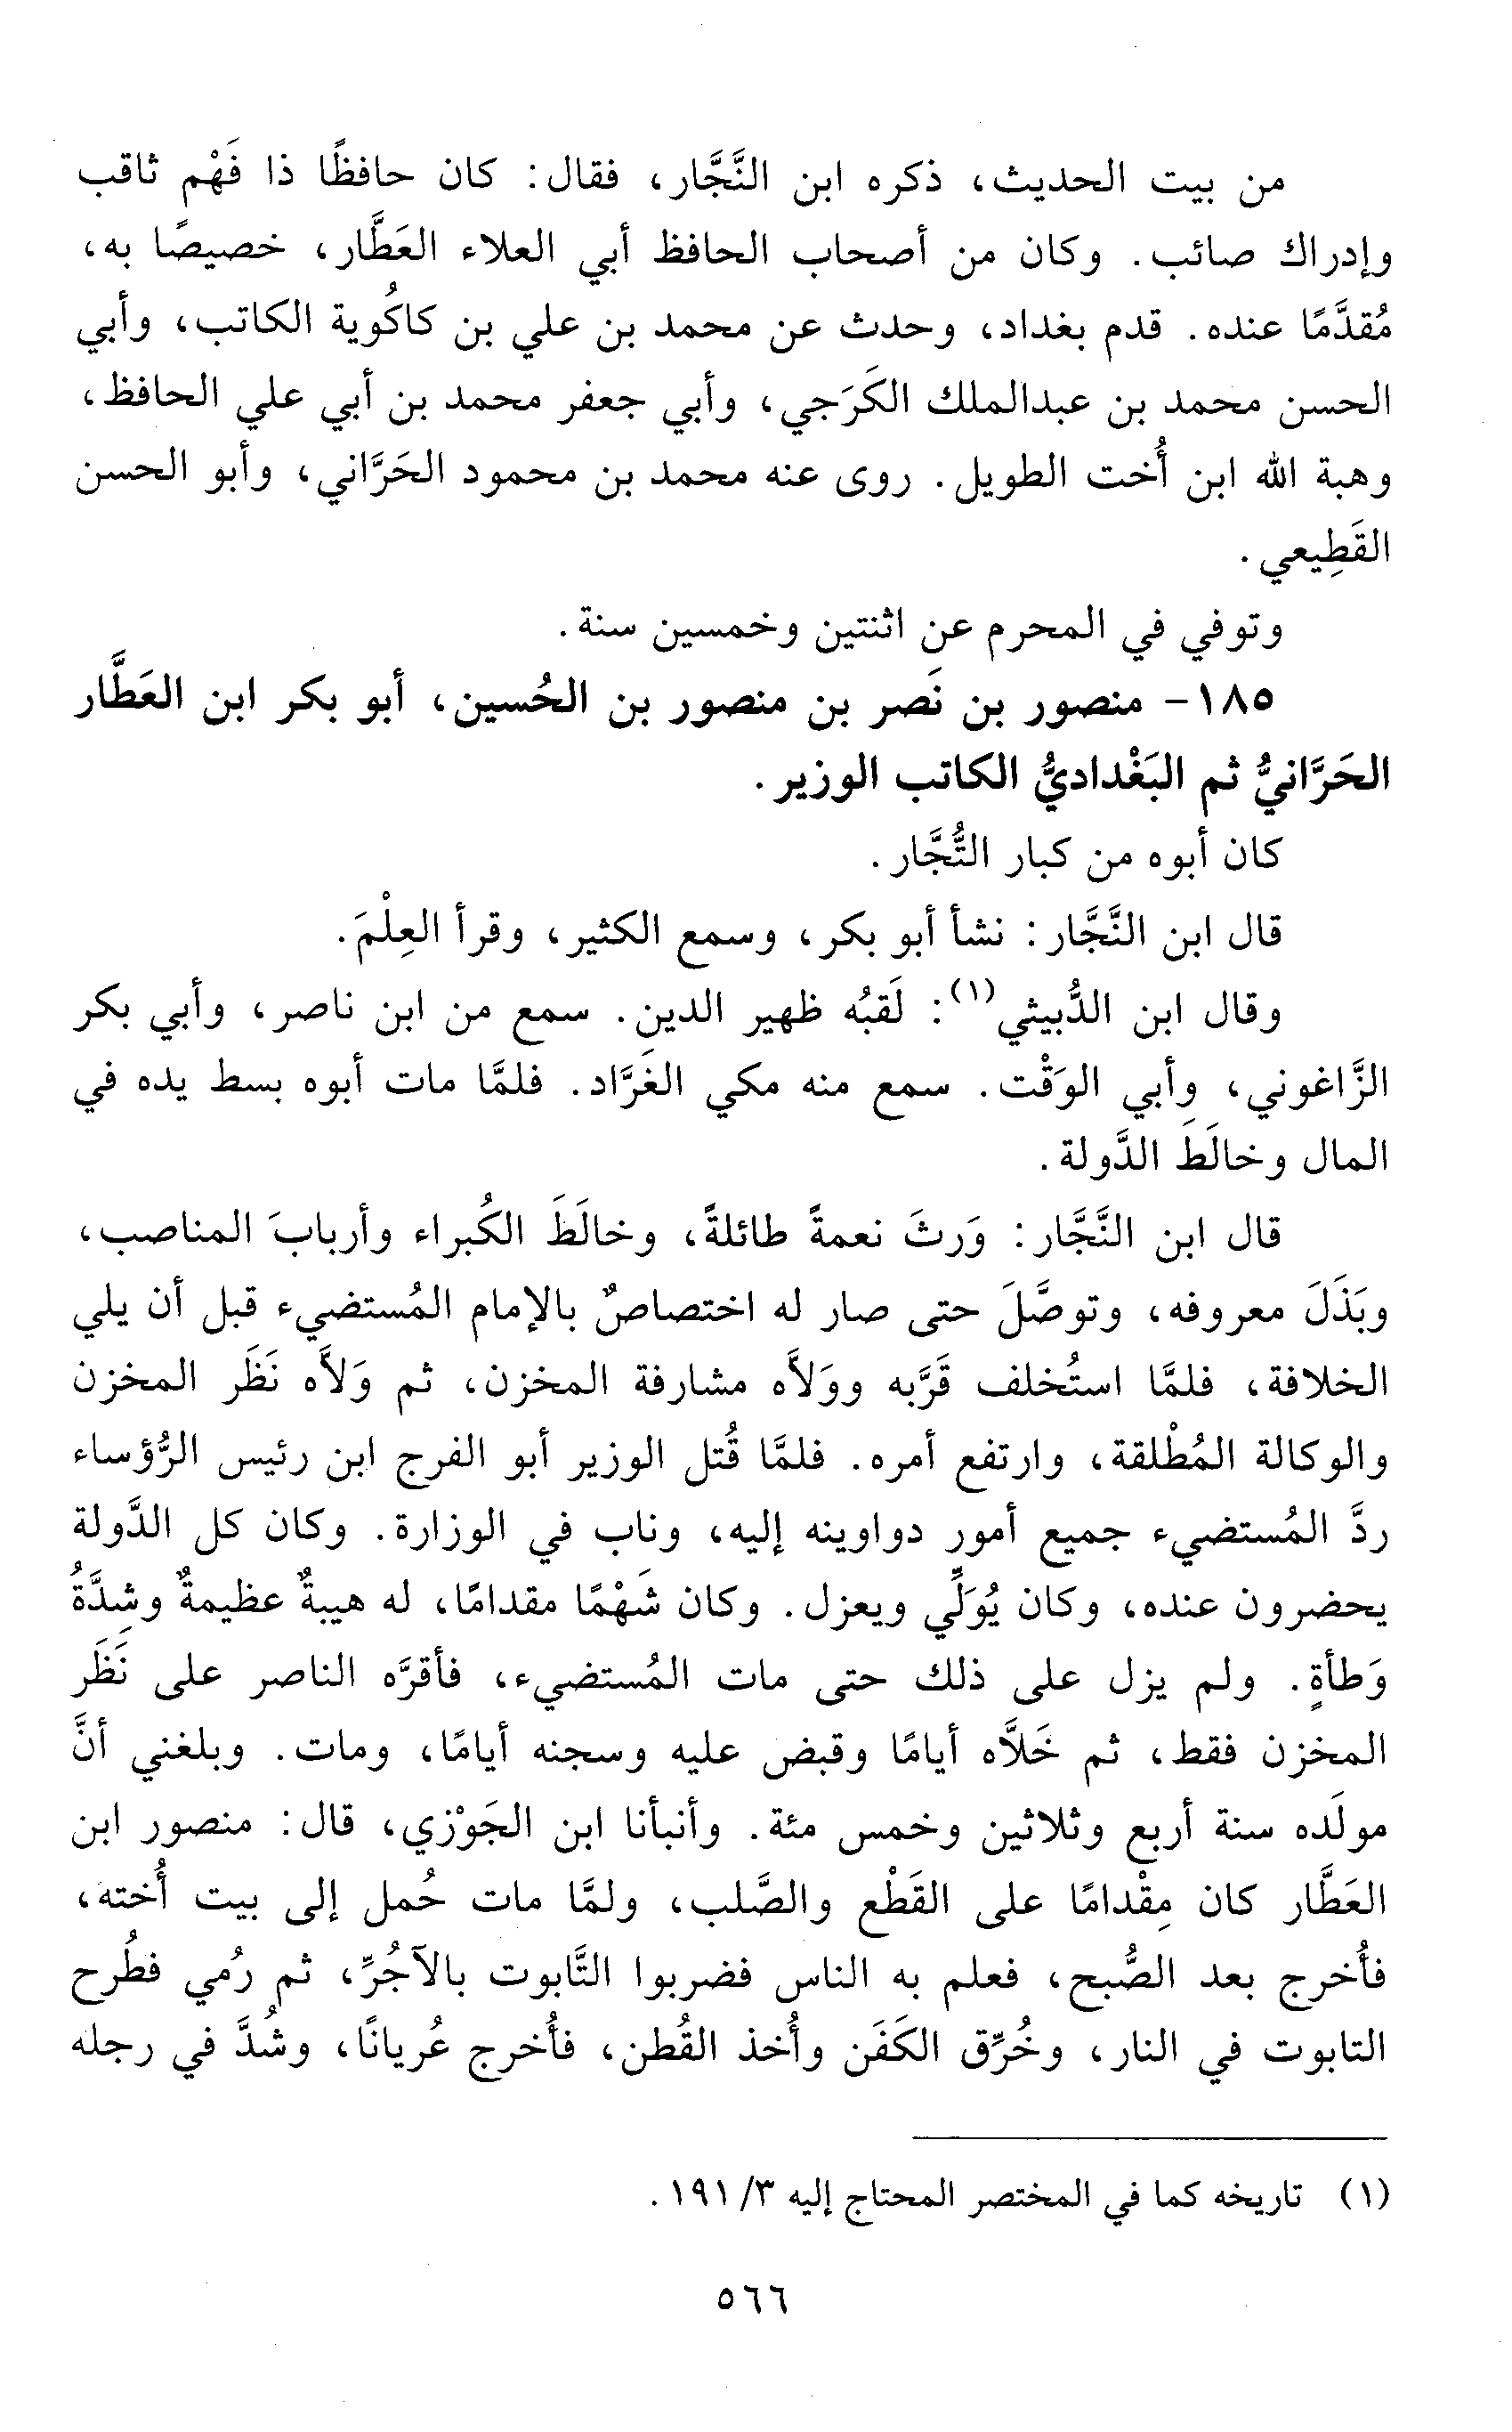 من بيت الحديث، ذكره ابن النَّجَّار، فقال: كان حافظًا ذا فَهْم ثاقب
وإدراك صائب. وكان من أصحاب الحافظ أبي العلاء العَطَّار، خصيصًا به،
مُقدَّمًا عنده. قدم بغداد، وحدث عن محمد بن علي بن كاكُوية الكاتب، وأبي
الحسن محمد بن عبدالملك الكَرَجي، وأبي جعفر محمد بن أبي علي الحافظ،
وهبة الله ابن أُخت الطويل. روى عنه محمد بن محمود الحَرَّاني، وأبو الحسن
القَطِيعي.
وتوفي في المحرم عن اثنتين وخمسين سنة.
١٨٥- منصور بن نَصر بن منصور بن الحُسين، أبو بكر ابن العَطَّار
الحَرَّانيُّ ثم البَغْداديُّ الكاتب الوزير.
كان أبوه من كبار التُّجَّار.
قال ابن النَّجَّار: نشأ أبو بكر، وسمع الكثير، وقرأ العِلْمَ.
وقال ابن الدُّبيثي(١): لَقبُه ظهير الدين. سمع من ابن ناصر، وأبي بكر
الزَّاغوني، وأبي الوَقْت. سمع منه مكي الغَرَّاد. فلمَّا مات أبوه بسط يده في
المال وخالَطَ الدَّولة.
قال ابن النَّجَّار: وَرثَ نعمةً طائلةً، وخالَطَ الكُبراء وأربابَ المناصب،
وبَذَلَ معروفه، وتوصَّلَ حتى صار له اختصاصٌ بالإمام المُستضيء قبل أن يلي
الخلافة، فلمَّا استُخلف قَرَّبه ووَلاَّه مشارفة المخزن، ثم وَلاَّه نَظَر المخزن
والوكالة المُطْلقة، وارتفع أمره. فلمَّا قُتل الوزير أبو الفرج ابن رئيس الرُّؤساء
ردَّ المُستضيء جميع أمور دواوينه إليه، وناب في الوزارة. وكان كل الدَّولة
يحضرون عنده، وكان يُوَلِّي ويعزل. وكان شَهْمًا مقدامًا، له هيبةٌ عظيمةٌ وشِدَّةُ
وَطأةٍ. ولم يزل على ذلك حتى مات المُستضيء، فأقرَّه الناصر على نَظَر
المخزن فقط، ثم خَلاَّه أيامًا وقبض عليه وسجنه أيامًا، ومات. وبلغني أنَّ
مولَده سنة أربع وثلاثين وخمس مئة. وأنبأنا ابن الجَوْزي، قال: منصور ابن
العَطَّار كان مِقْدامًا على القَطْع والصَّلب، ولمَّا مات حُمل إلى بيت أُخته،
فأُخرج بعد الصُّبح، فعلم به الناس فضربوا التَّابوت بالآجُرِّ، ثم رُمي فطُرح
التابوت في النار، وخُرِّق الكَفَن وأُخذ القُطن، فأُخرج عُريانًا، وشُدَّ في رجله
(١) تاريخه كما في المختصر المحتاج إليه ٣/ ١٩١.
٥٦٦